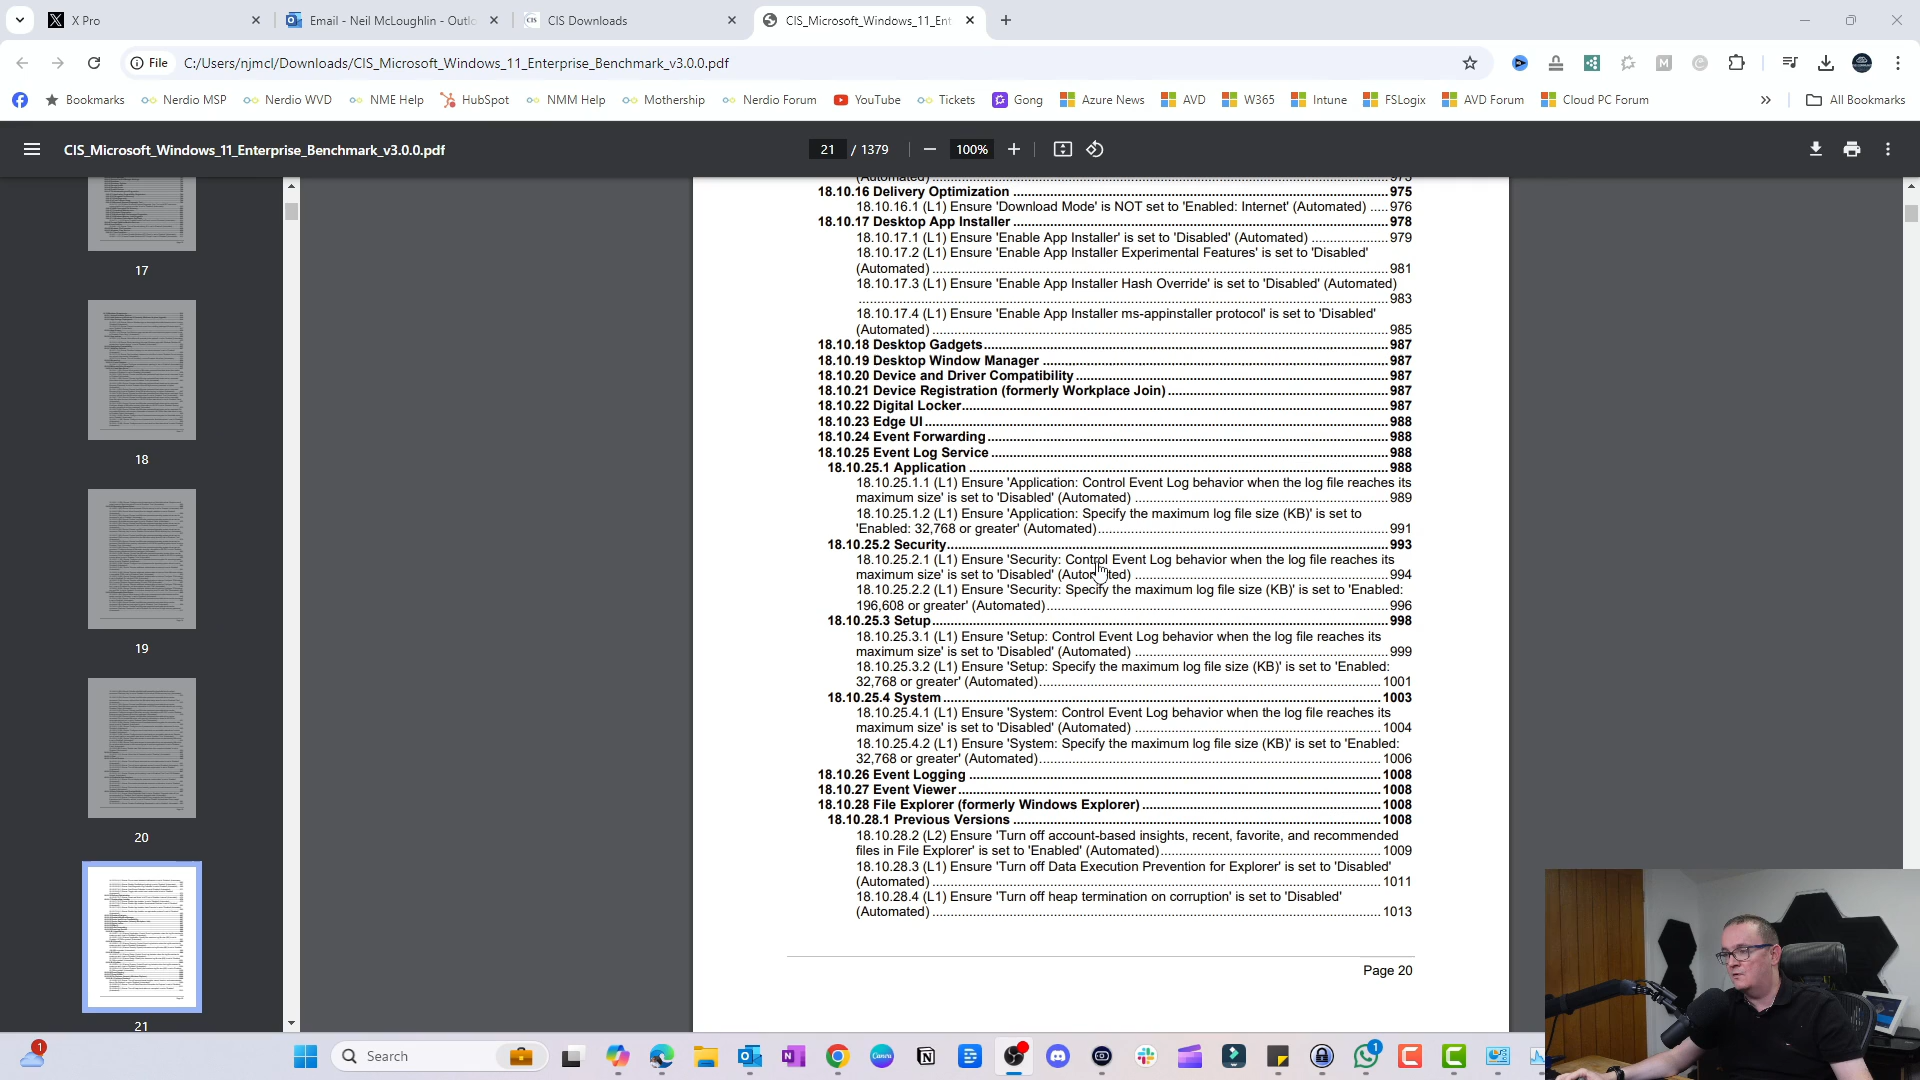 X Pro
Email - Neil McLoughlin - Outlo
CIS Downloads
CIS_Microsoft_Windows_11_Ent
File
C:/Users/njmcl/Downloads/CIS_Microsoft_Windows_11_Enterprise_Benchmark_v3.0.0.pdf
Bookmarks
Nerdio MSP
Nerdio WVD
NME Help
HubSpot
NMM Help
Mothership
Nerdio Forum
YouTube
Tickets
Gong
Azure News
AVD
W365
Intune
FSLogix
AVD Forum
Cloud PC Forum
»
All Bookmarks
CIS_Microsoft_Windows_11_Enterprise_Benchmark_v3.0.0.pdf
21 / 1379
100%
17
18
19
20
21
18.10.16 Delivery Optimization ... 975
18.10.16.1 (L1) Ensure 'Download Mode' is NOT set to 'Enabled: Internet' (Automated) ..... 976
18.10.17 Desktop App Installer ... 978
18.10.17.1 (L1) Ensure 'Enable App Installer' is set to 'Disabled' (Automated) ... 979
18.10.17.2 (L1) Ensure 'Enable App Installer Experimental Features' is set to 'Disabled'
(Automated) ... 981
18.10.17.3 (L1) Ensure 'Enable App Installer Hash Override' is set to 'Disabled' (Automated)
... 983
18.10.17.4 (L1) Ensure 'Enable App Installer ms-appinstaller protocol' is set to 'Disabled'
(Automated) ... 985
18.10.18 Desktop Gadgets ... 987
18.10.19 Desktop Window Manager ... 987
18.10.20 Device and Driver Compatibility ... 987
18.10.21 Device Registration (formerly Workplace Join) ... 987
18.10.22 Digital Locker ... 987
18.10.23 Edge UI ... 988
18.10.24 Event Forwarding ... 988
18.10.25 Event Log Service ... 988
18.10.25.1 Application ... 988
18.10.25.1.1 (L1) Ensure 'Application: Control Event Log behavior when the log file reaches its
maximum size' is set to 'Disabled' (Automated) ... 989
18.10.25.1.2 (L1) Ensure 'Application: Specify the maximum log file size (KB)' is set to
'Enabled: 32,768 or greater' (Automated) ... 991
18.10.25.2 Security ... 993
18.10.25.2.1 (L1) Ensure 'Security: Control Event Log behavior when the log file reaches its
maximum size' is set to 'Disabled' (Automated) ... 994
18.10.25.2.2 (L1) Ensure 'Security: Specify the maximum log file size (KB)' is set to 'Enabled:
196,608 or greater' (Automated) ... 996
18.10.25.3 Setup ... 998
18.10.25.3.1 (L1) Ensure 'Setup: Control Event Log behavior when the log file reaches its
maximum size' is set to 'Disabled' (Automated) ... 999
18.10.25.3.2 (L1) Ensure 'Setup: Specify the maximum log file size (KB)' is set to 'Enabled:
32,768 or greater' (Automated) ... 1001
18.10.25.4 System ... 1003
18.10.25.4.1 (L1) Ensure 'System: Control Event Log behavior when the log file reaches its
maximum size' is set to 'Disabled' (Automated) ... 1004
18.10.25.4.2 (L1) Ensure 'System: Specify the maximum log file size (KB)' is set to 'Enabled:
32,768 or greater' (Automated) ... 1006
18.10.26 Event Logging ... 1008
18.10.27 Event Viewer ... 1008
18.10.28 File Explorer (formerly Windows Explorer) ... 1008
18.10.28.1 Previous Versions ... 1008
18.10.28.2 (L2) Ensure 'Turn off account-based insights, recent, favorite, and recommended
files in File Explorer' is set to 'Enabled' (Automated) ... 1009
18.10.28.3 (L1) Ensure 'Turn off Data Execution Prevention for Explorer' is set to 'Disabled'
(Automated) ... 1011
18.10.28.4 (L1) Ensure 'Turn off heap termination on corruption' is set to 'Disabled'
(Automated) ... 1013
Page 20
1
Search
1